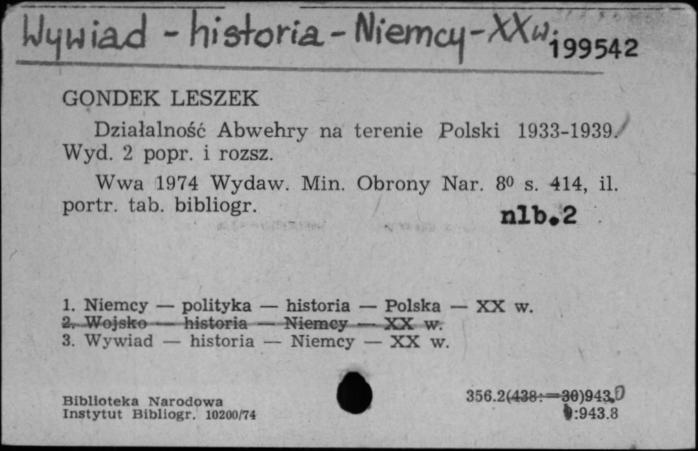 Wywiad - historia - Niemcy - XX w.
199542
GONDEK LESZEK
Działalność Abwehry na terenie Polski 1933-1939.
Wyd. 2 popr. i rozsz.
Wwa 1974 Wydaw. Min. Obrony Nar. 8⁰ s. 414, il.
portr. tab. bibliogr.
nlb.2
1. Niemcy — polityka — historia — Polska — XX w.
2. Wojsko — historia — Niemcy — XX w.
3. Wywiad — historia — Niemcy — XX w.
Biblioteka Narodowa
Instytut Bibliogr. 10200/74
356.2(438:=30)943.0
:943.8